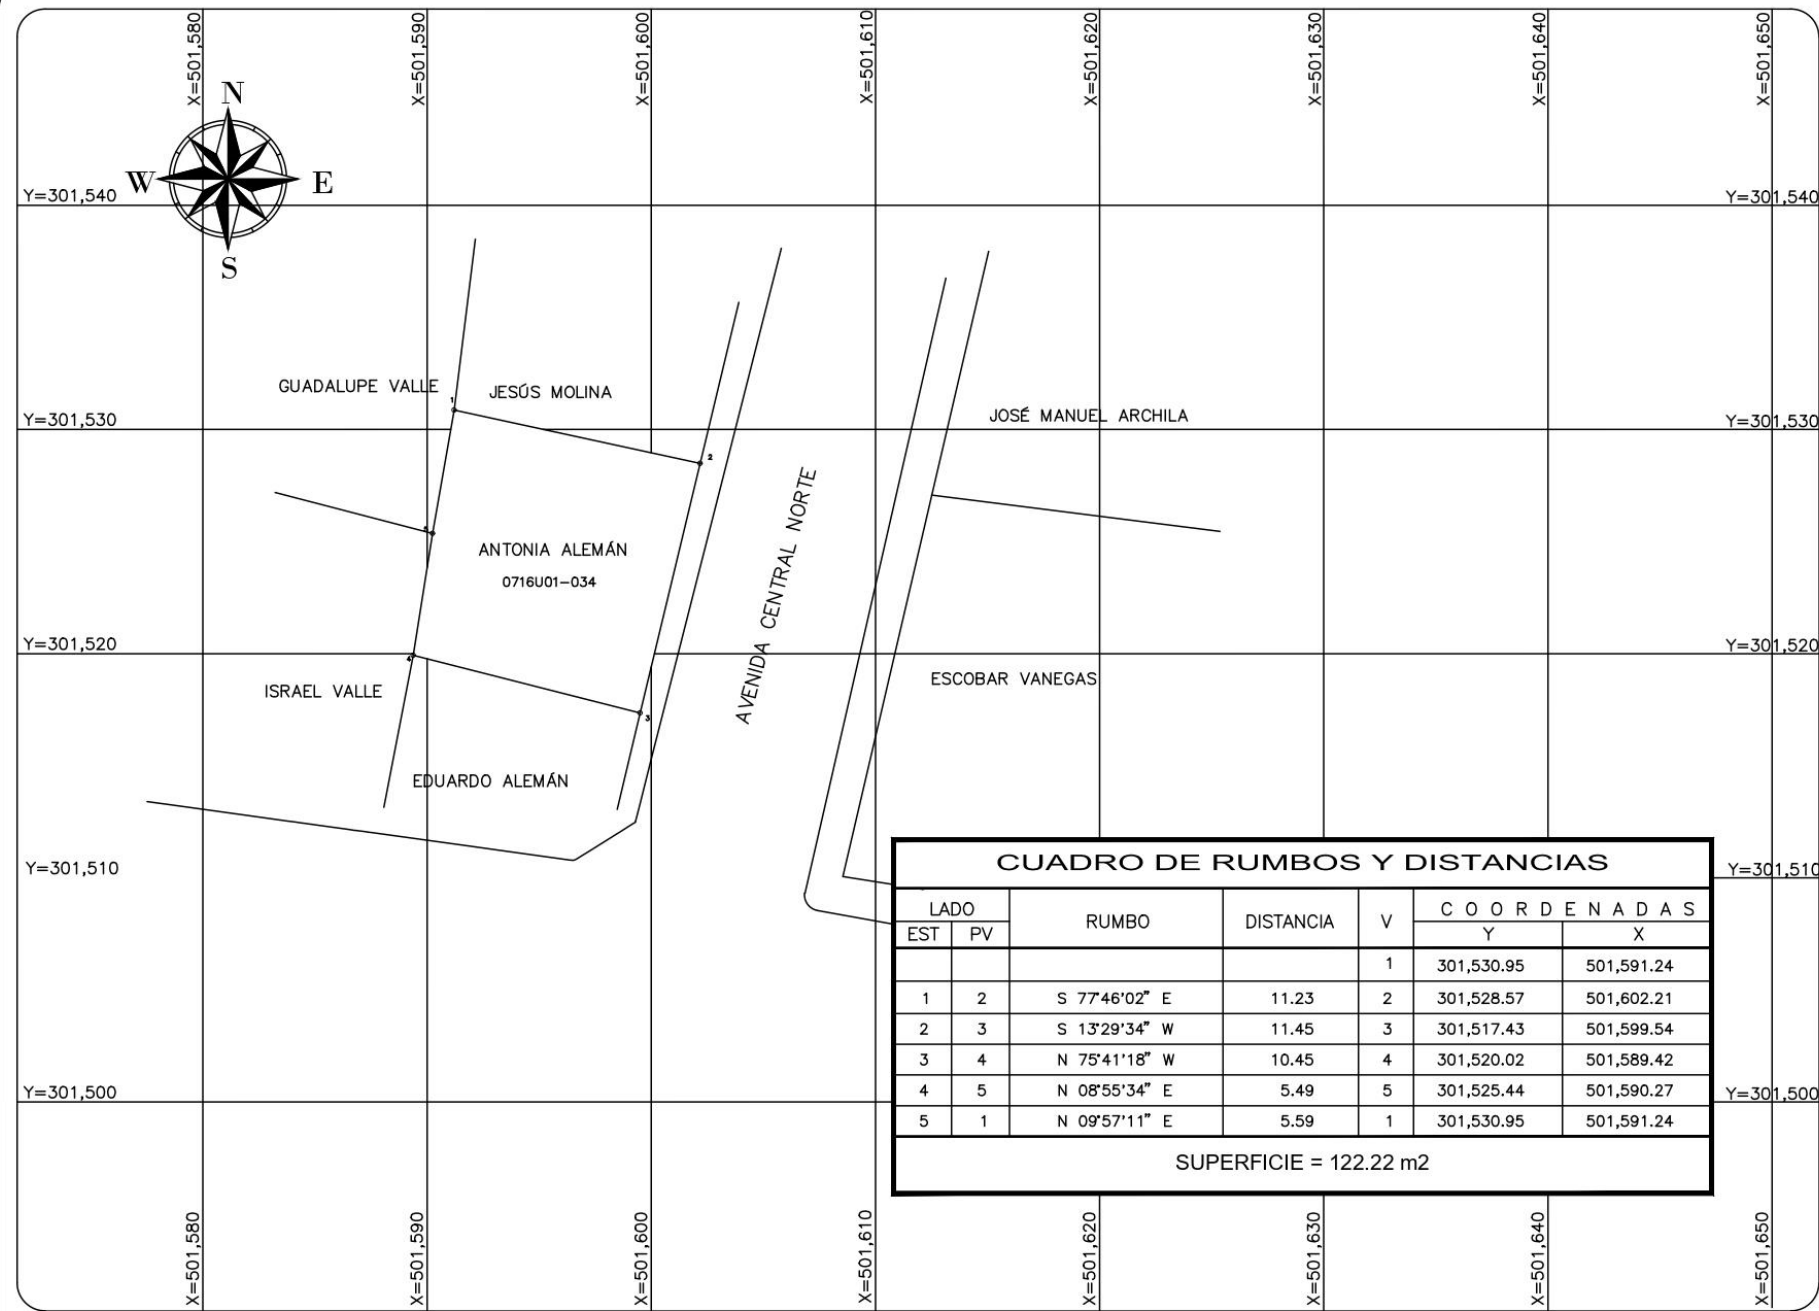 X=501,580
X=501,590
X=501,600
X=501,610
X=501,620
X=501,630
X=501,640
X=501,650
N
W
E
S
Y=301,540
Y=301,540
GUADALUPE VALLE
1
JESÚS MOLINA
JOSÉ MANUEL ARCHILA
Y=301,530
Y=301,530
2
AVENIDA CENTRAL NORTE
ANTONIA ALEMÁN
0716U01-034
Y=301,520
Y=301,520
4
ISRAEL VALLE
ESCOBAR VANEGAS
3
EDUARDO ALEMÁN
Y=301,510
Y=301,510
CUADRO DE RUMBOS Y DISTANCIAS
LADO RUMBO DISTANCIA V C O O R D E N A D A S
EST PV Y X
1 301,530.95 501,591.24
1 2 S 77°46'02" E 11.23 2 301,528.57 501,602.21
2 3 S 13°29'34" W 11.45 3 301,517.43 501,599.54
3 4 N 75°41'18" W 10.45 4 301,520.02 501,589.42
4 5 N 08°55'34" E 5.49 5 301,525.44 501,590.27
5 1 N 09°57'11" E 5.59 1 301,530.95 501,591.24
SUPERFICIE = 122.22 m2
Y=301,500
Y=301,500
X=501,580
X=501,590
X=501,600
X=501,610
X=501,620
X=501,630
X=501,640
X=501,650